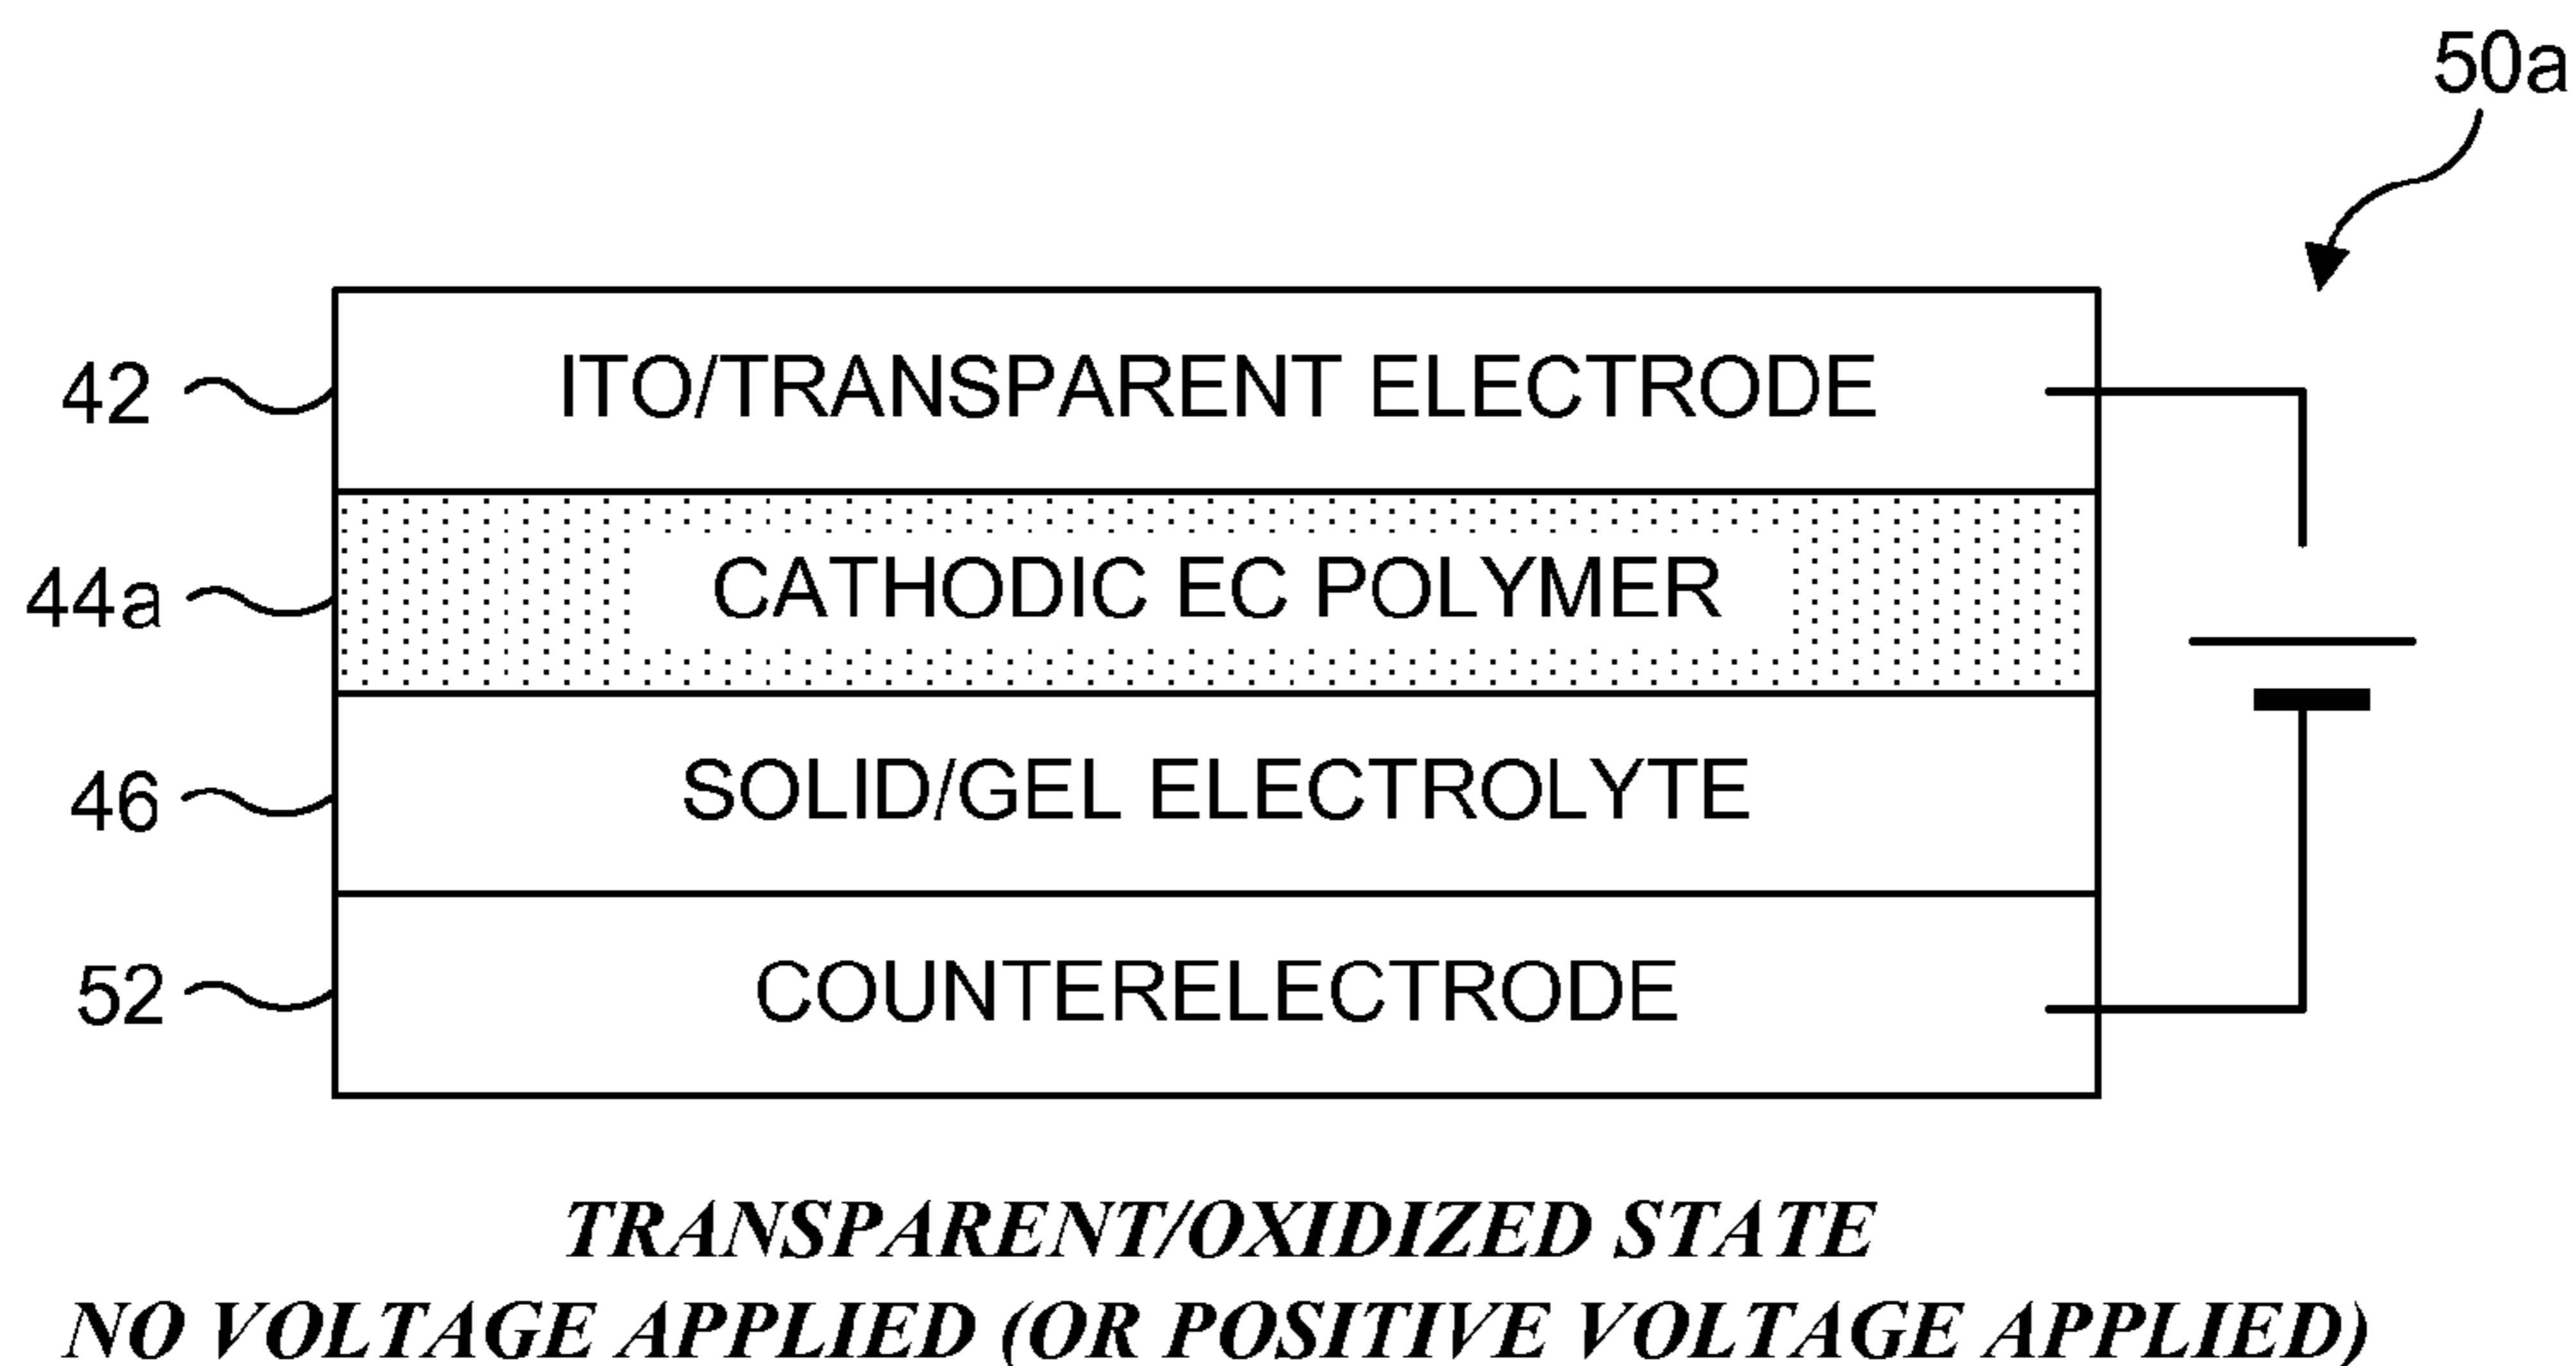 50a
42 ITO/TRANSPARENT ELECTRODE
44a CATHODIC EC POLYMER
46 SOLID/GEL ELECTROLYTE
52 COUNTERELECTRODE
TRANSPARENT/OXIDIZED STATE
NO VOLTAGE APPLIED (OR POSITIVE VOLTAGE APPLIED)